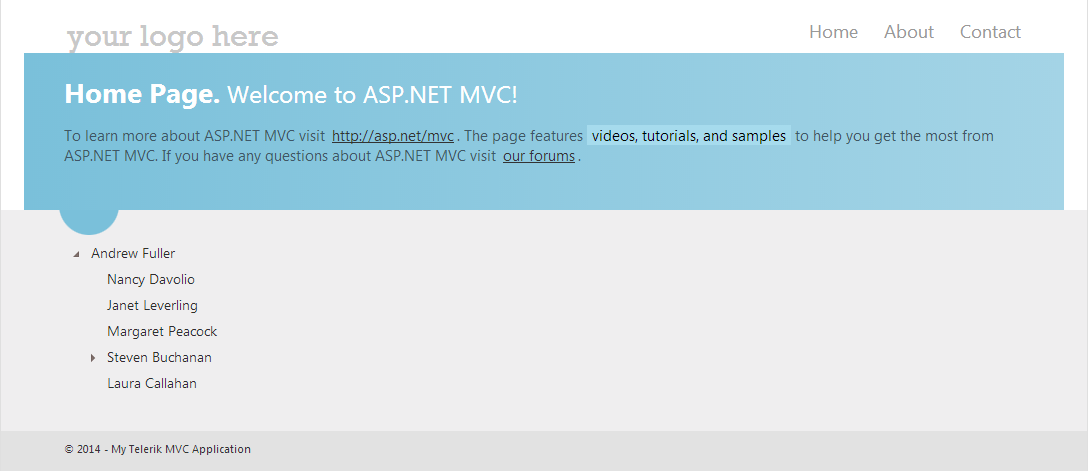 your logo here
Home About Contact
Home Page. Welcome to ASP.NET MVC!
To learn more about ASP.NET MVC visit http://asp.net/mvc. The page features videos, tutorials, and samples to help you get the most from
ASP.NET MVC. If you have any questions about ASP.NET MVC visit our forums.
Andrew Fuller
Nancy Davolio
Janet Leverling
Margaret Peacock
Steven Buchanan
Laura Callahan
© 2014 - My Telerik MVC Application